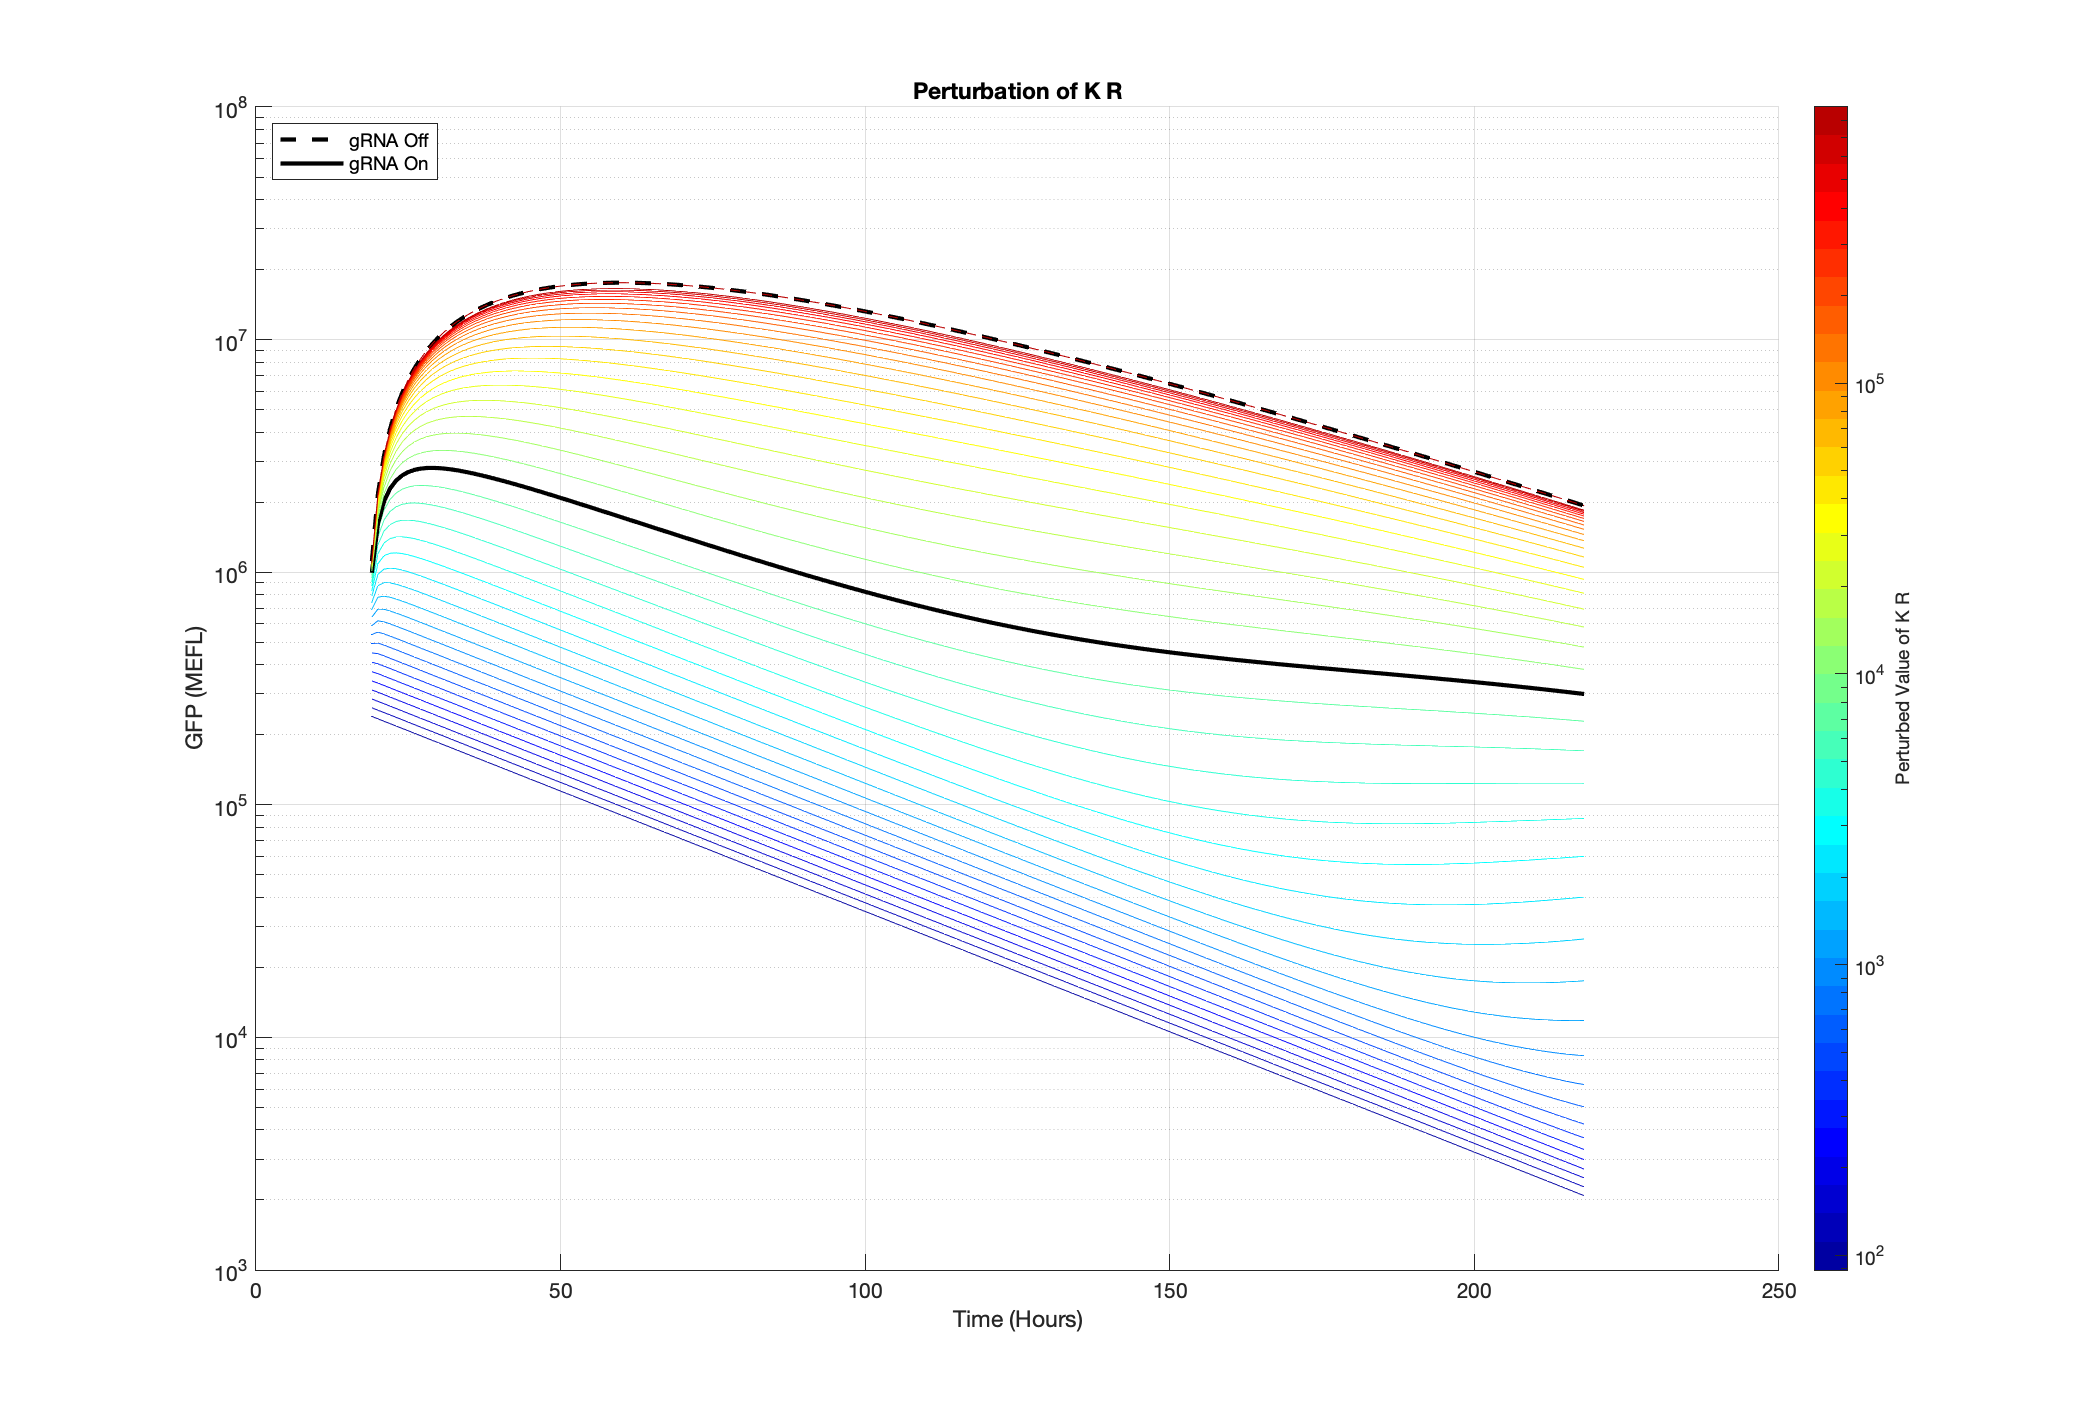 Perturbation of K R
gRNA Off
gRNA On
10^8
10^7
10^6
10^5
10^4
10^3
GFP (MEFL)
0 50 100 150 200 250
Time (Hours)
10^5
10^4
10^3
10^2
Perturbed Value of K R